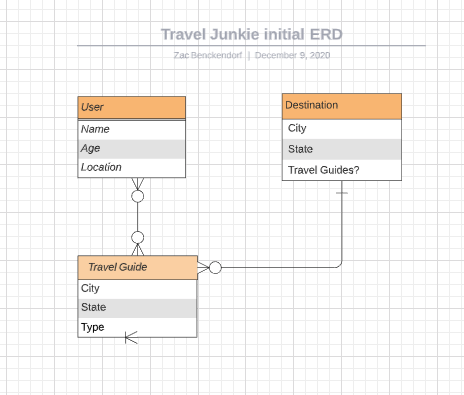 Travel Junkie initial ERD
Zac Benckendorf | December 9, 2020
User
Name
Age
Location
Destination
City
State
Travel Guides?
Travel Guide
City
State
Type